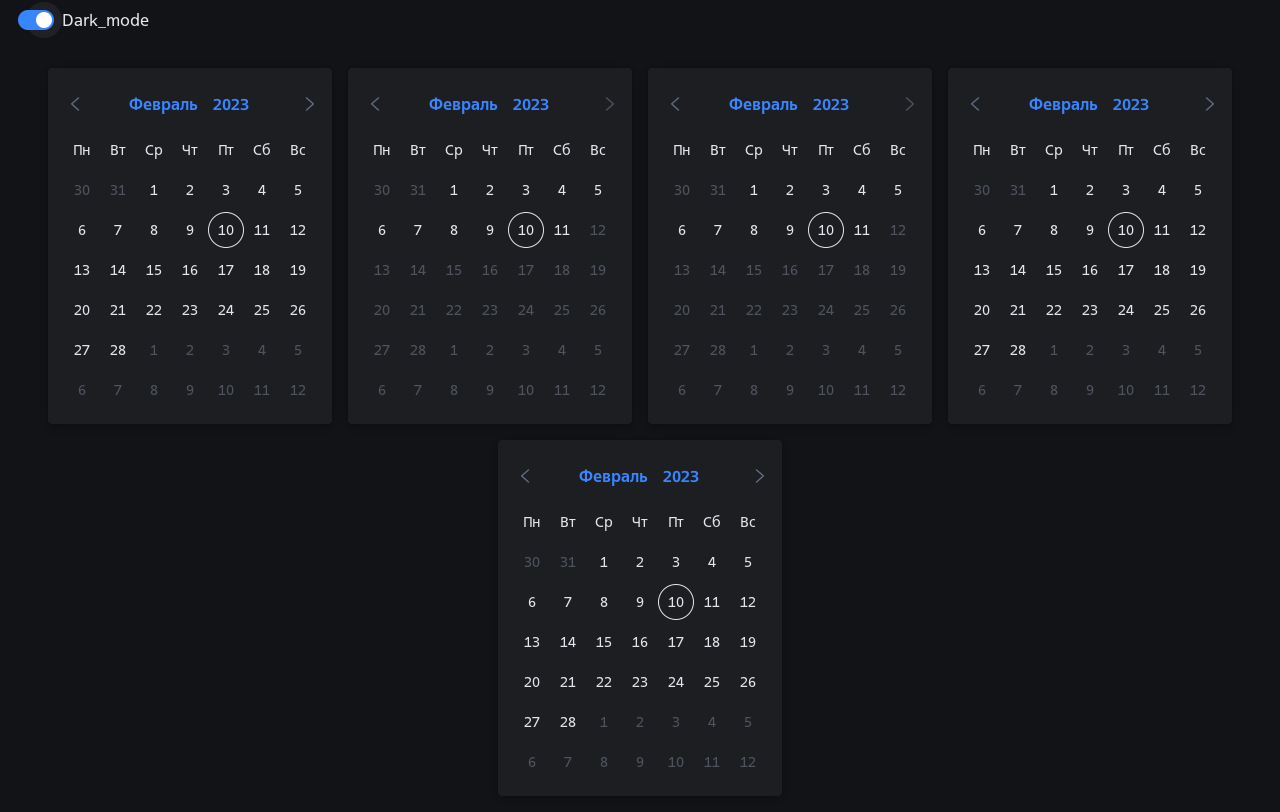 Dark_mode
Февраль 2023 Февраль 2023 Февраль 2023 Февраль 2023
Пн Вт Ср Чт Пт Сб Вс Пн Вт Ср Чт Пт Сб Вс Пн Вт Ср Чт Пт Сб Вс Пн Вт Ср Чт Пт Сб Вс
30 31 1 2 3 4 5 30 31 1 2 3 4 5 30 31 1 2 3 4 5 30 31 1 2 3 4 5
6 7 8 9 10 11 12 6 7 8 9 10 11 12 6 7 8 9 10 11 12 6 7 8 9 10 11 12
13 14 15 16 17 18 19 13 14 15 16 17 18 19 13 14 15 16 17 18 19 13 14 15 16 17 18 19
20 21 22 23 24 25 26 20 21 22 23 24 25 26 20 21 22 23 24 25 26 20 21 22 23 24 25 26
27 28 1 2 3 4 5 27 28 1 2 3 4 5 27 28 1 2 3 4 5 27 28 1 2 3 4 5
6 7 8 9 10 11 12 6 7 8 9 10 11 12 6 7 8 9 10 11 12 6 7 8 9 10 11 12
Февраль 2023
Пн Вт Ср Чт Пт Сб Вс
30 31 1 2 3 4 5
6 7 8 9 10 11 12
13 14 15 16 17 18 19
20 21 22 23 24 25 26
27 28 1 2 3 4 5
6 7 8 9 10 11 12